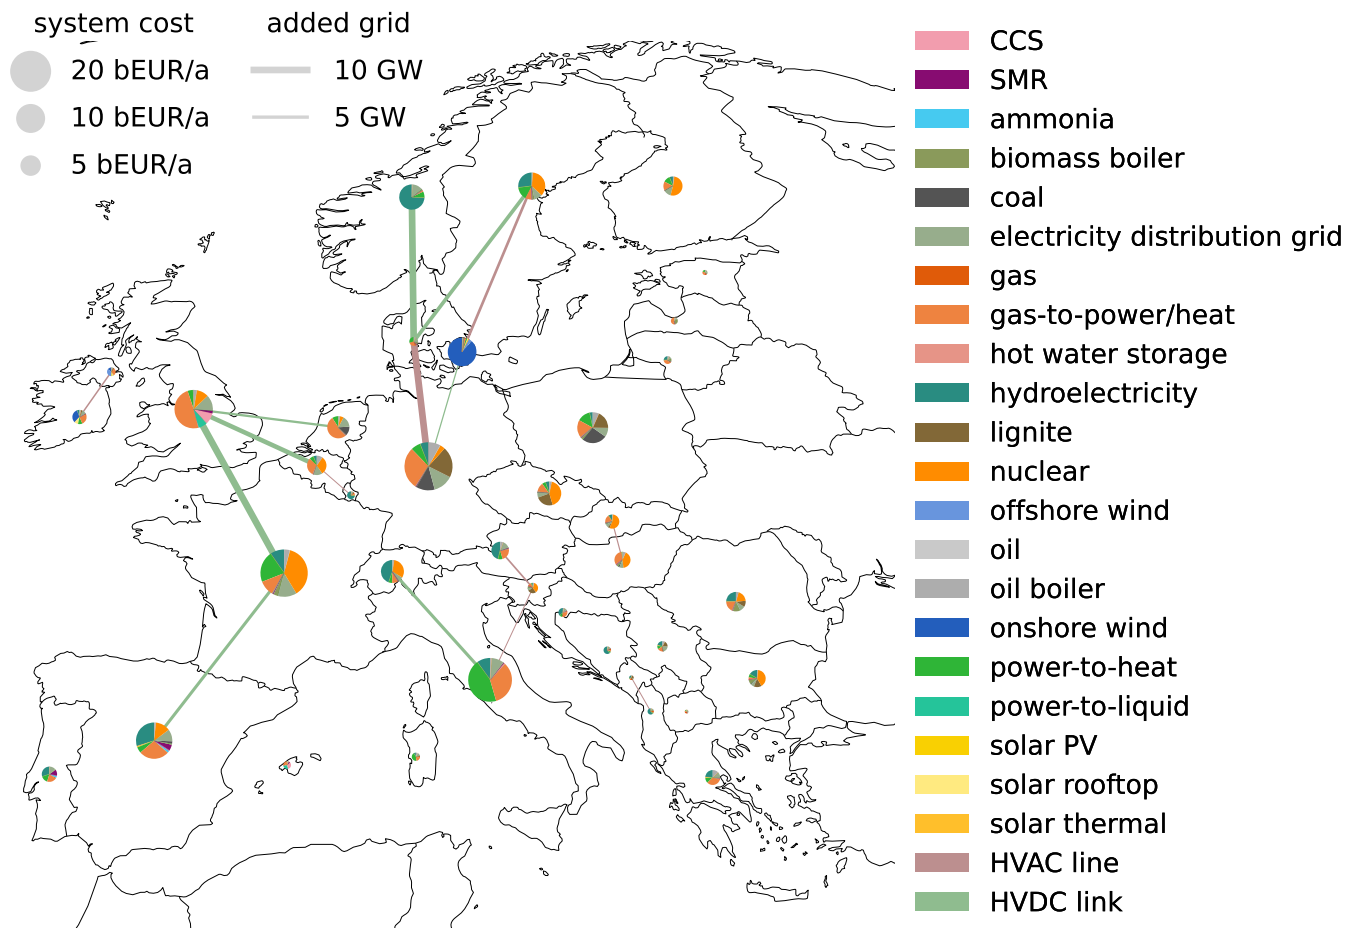 system cost
added grid
20 bEUR/a
10 GW
10 bEUR/a
5 GW
5 bEUR/a
CCS
SMR
ammonia
biomass boiler
coal
electricity distribution grid
gas
gas-to-power/heat
hot water storage
hydroelectricity
lignite
nuclear
offshore wind
oil
oil boiler
onshore wind
power-to-heat
power-to-liquid
solar PV
solar rooftop
solar thermal
HVAC line
HVDC link